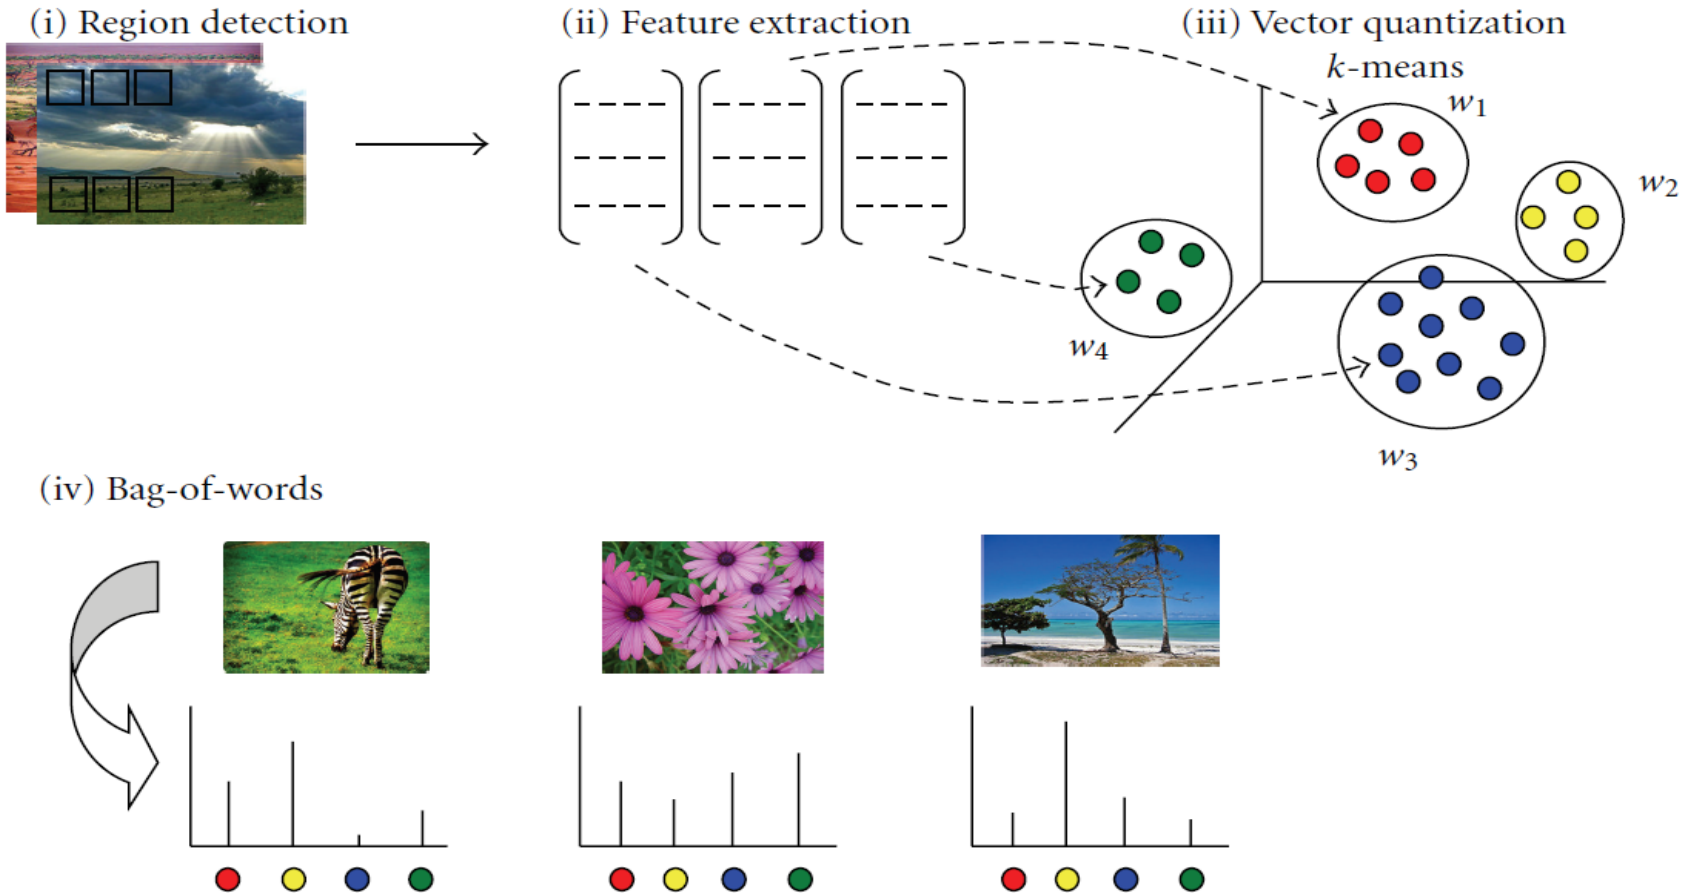 (i) Region detection
(ii) Feature extraction
(iii) Vector quantization
k-means
w1
w2
w4
w3
(iv) Bag-of-words